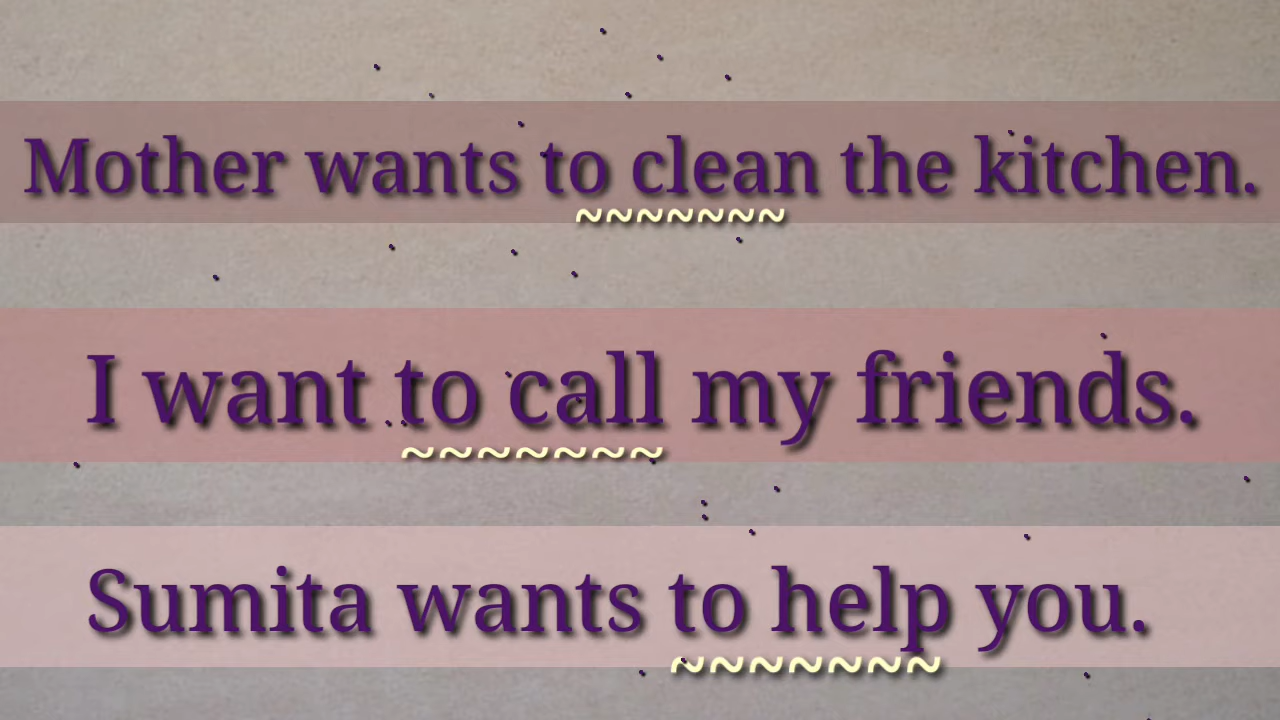 Mother wants to clean the kitchen.
I want to call my friends.
Sumita wants to help you.